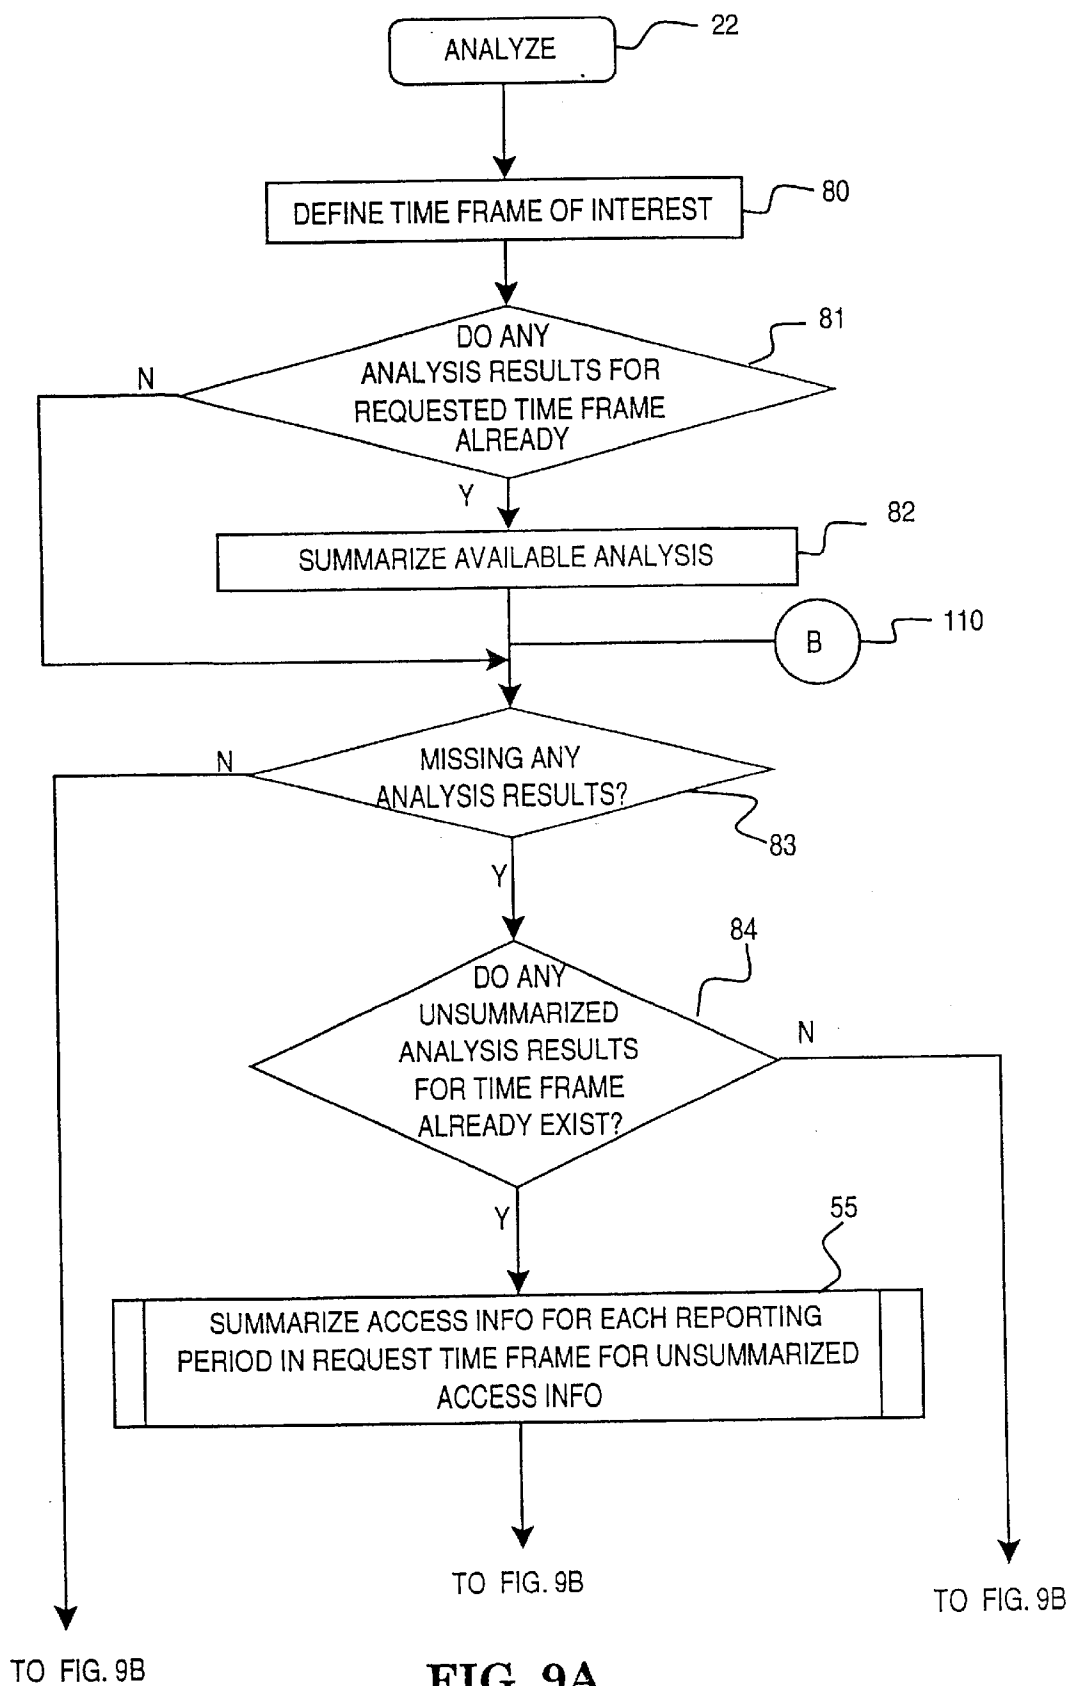 ANALYZE
22
DEFINE TIME FRAME OF INTEREST
80
DO ANY
ANALYSIS RESULTS FOR
REQUESTED TIME FRAME
ALREADY
81
N
Y
SUMMARIZE AVAILABLE ANALYSIS
82
B
110
MISSING ANY
ANALYSIS RESULTS?
N
83
Y
84
DO ANY
UNSUMMARIZED
ANALYSIS RESULTS
FOR TIME FRAME
ALREADY EXIST?
N
Y
55
SUMMARIZE ACCESS INFO FOR EACH REPORTING
PERIOD IN REQUEST TIME FRAME FOR UNSUMMARIZED
ACCESS INFO
TO FIG. 9B
TO FIG. 9B
TO FIG. 9B
FIG. 9A